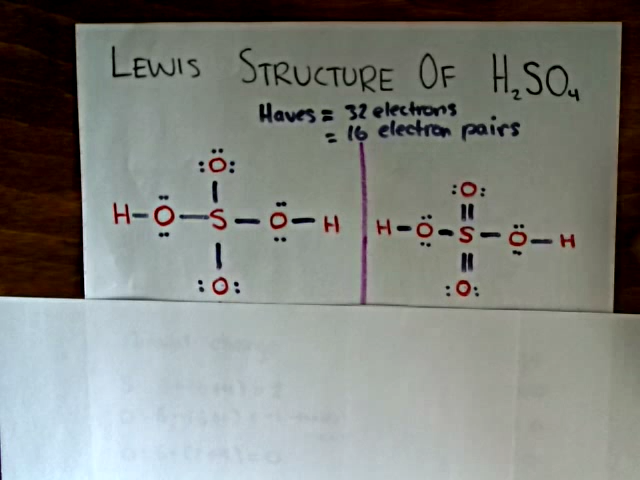 LEWIS STRUCTURE OF H₂SO₄
Haves = 32 electrons
= 16 electron pairs
O O
H-O-S-O-H H-O-S-O-H
O O